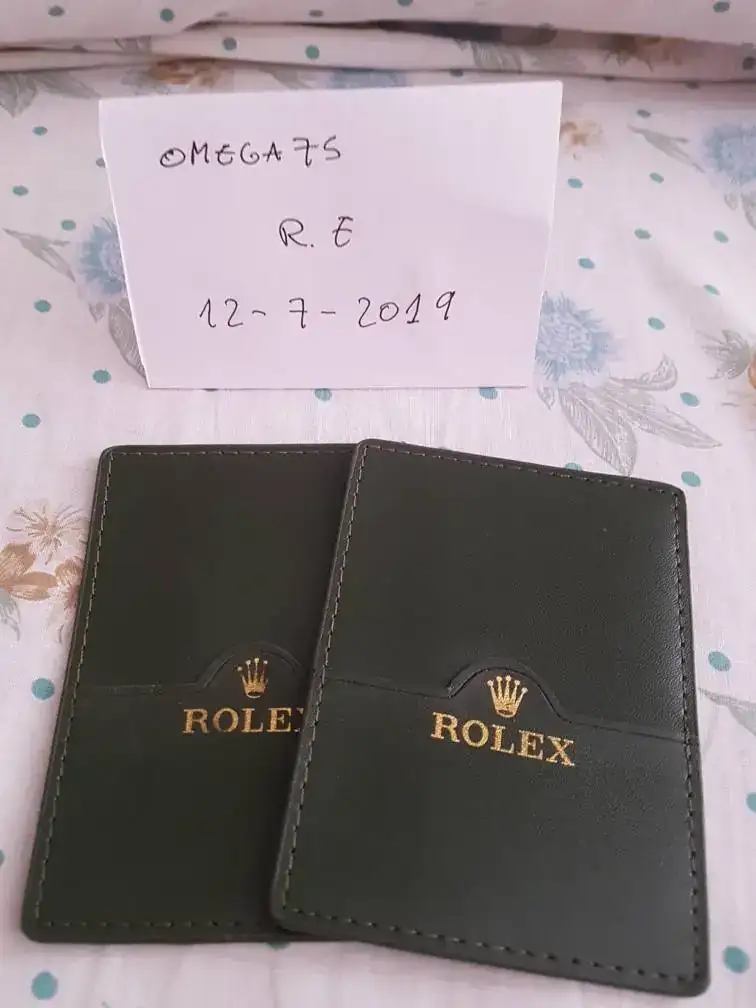 OMEGA75
R. E
12-7-2019
ROLEX
ROLEX